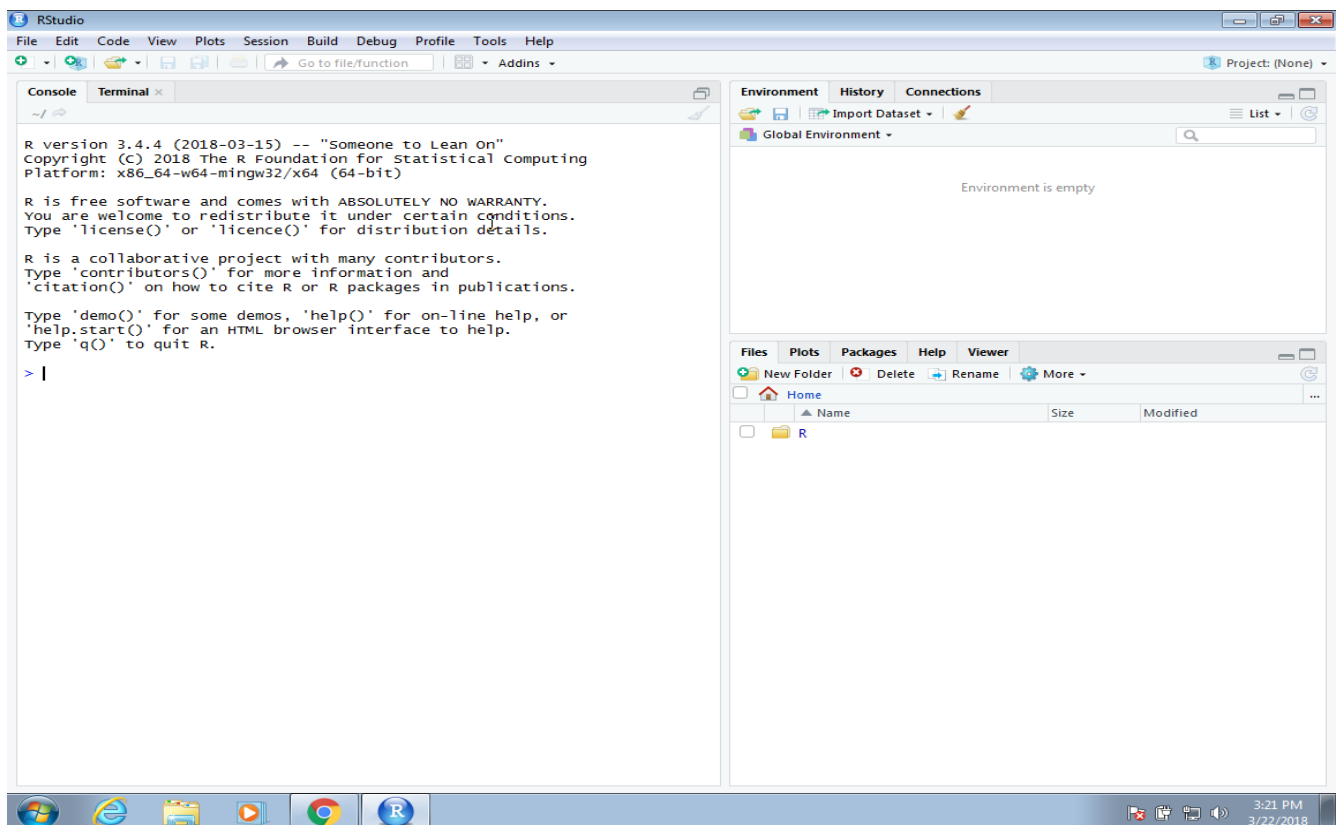 RStudio
File Edit Code View Plots Session Build Debug Profile Tools Help
Go to file/function Addins Project: (None)
Console Terminal
~/
R version 3.4.4 (2018-03-15) -- "Someone to Lean On"
Copyright (C) 2018 The R Foundation for Statistical Computing
Platform: x86_64-w64-mingw32/x64 (64-bit)
R is free software and comes with ABSOLUTELY NO WARRANTY.
You are welcome to redistribute it under certain conditions.
Type 'license()' or 'licence()' for distribution details.
R is a collaborative project with many contributors.
Type 'contributors()' for more information and
'citation()' on how to cite R or R packages in publications.
Type 'demo()' for some demos, 'help()' for on-line help, or
'help.start()' for an HTML browser interface to help.
Type 'q()' to quit R.
>
Environment History Connections
Import Dataset List
Global Environment
Environment is empty
Files Plots Packages Help Viewer
New Folder Delete Rename More
Home ...
Name Size Modified
R
3:21 PM
3/22/2018